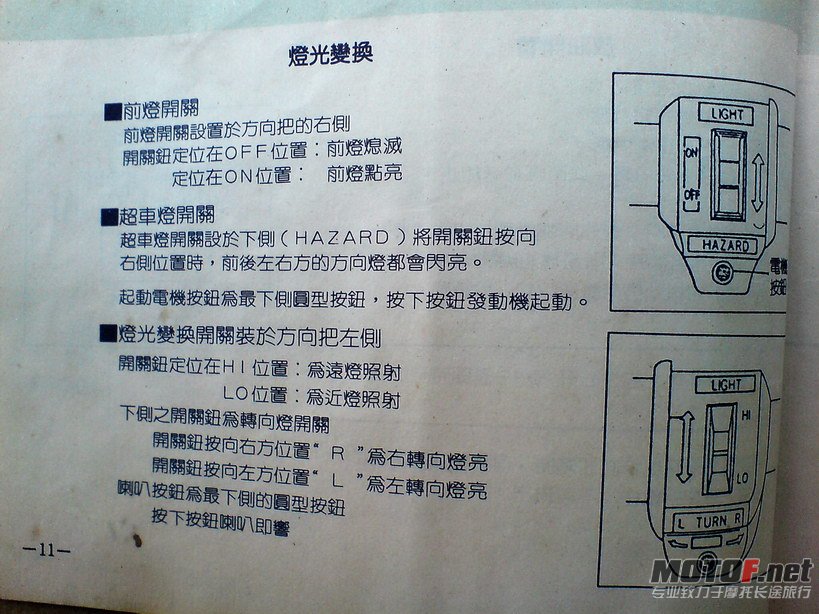 燈光變換
■前燈開關
前燈開關設置於方向把的右側
開關鈕定位在OFF位置：前燈熄滅
定位在ON位置： 前燈點亮
■超車燈開關
超車燈開關設於下側（HAZARD）將開關鈕按向
右側位置時，前後左右方的方向燈都會閃亮。
起動電機按鈕為最下側圓型按鈕，按下按鈕發動機起動。
■燈光變換開關裝於方向把左側
開關鈕定位在HI位置：為遠燈照射
LO位置：為近燈照射
下側之開關鈕為轉向燈開關
開關鈕按向右方位置“R”為右轉向燈亮
開關鈕按向左方位置“L”為左轉向燈亮
喇叭按鈕為最下側的圓型按鈕
按下按鈕喇叭即響
—11—
LIGHT
ON
OFF
HAZARD
電機
按鈕
LIGHT
HI
LO
L TURN R
MOTOF.net
专业致力于摩托长途旅行